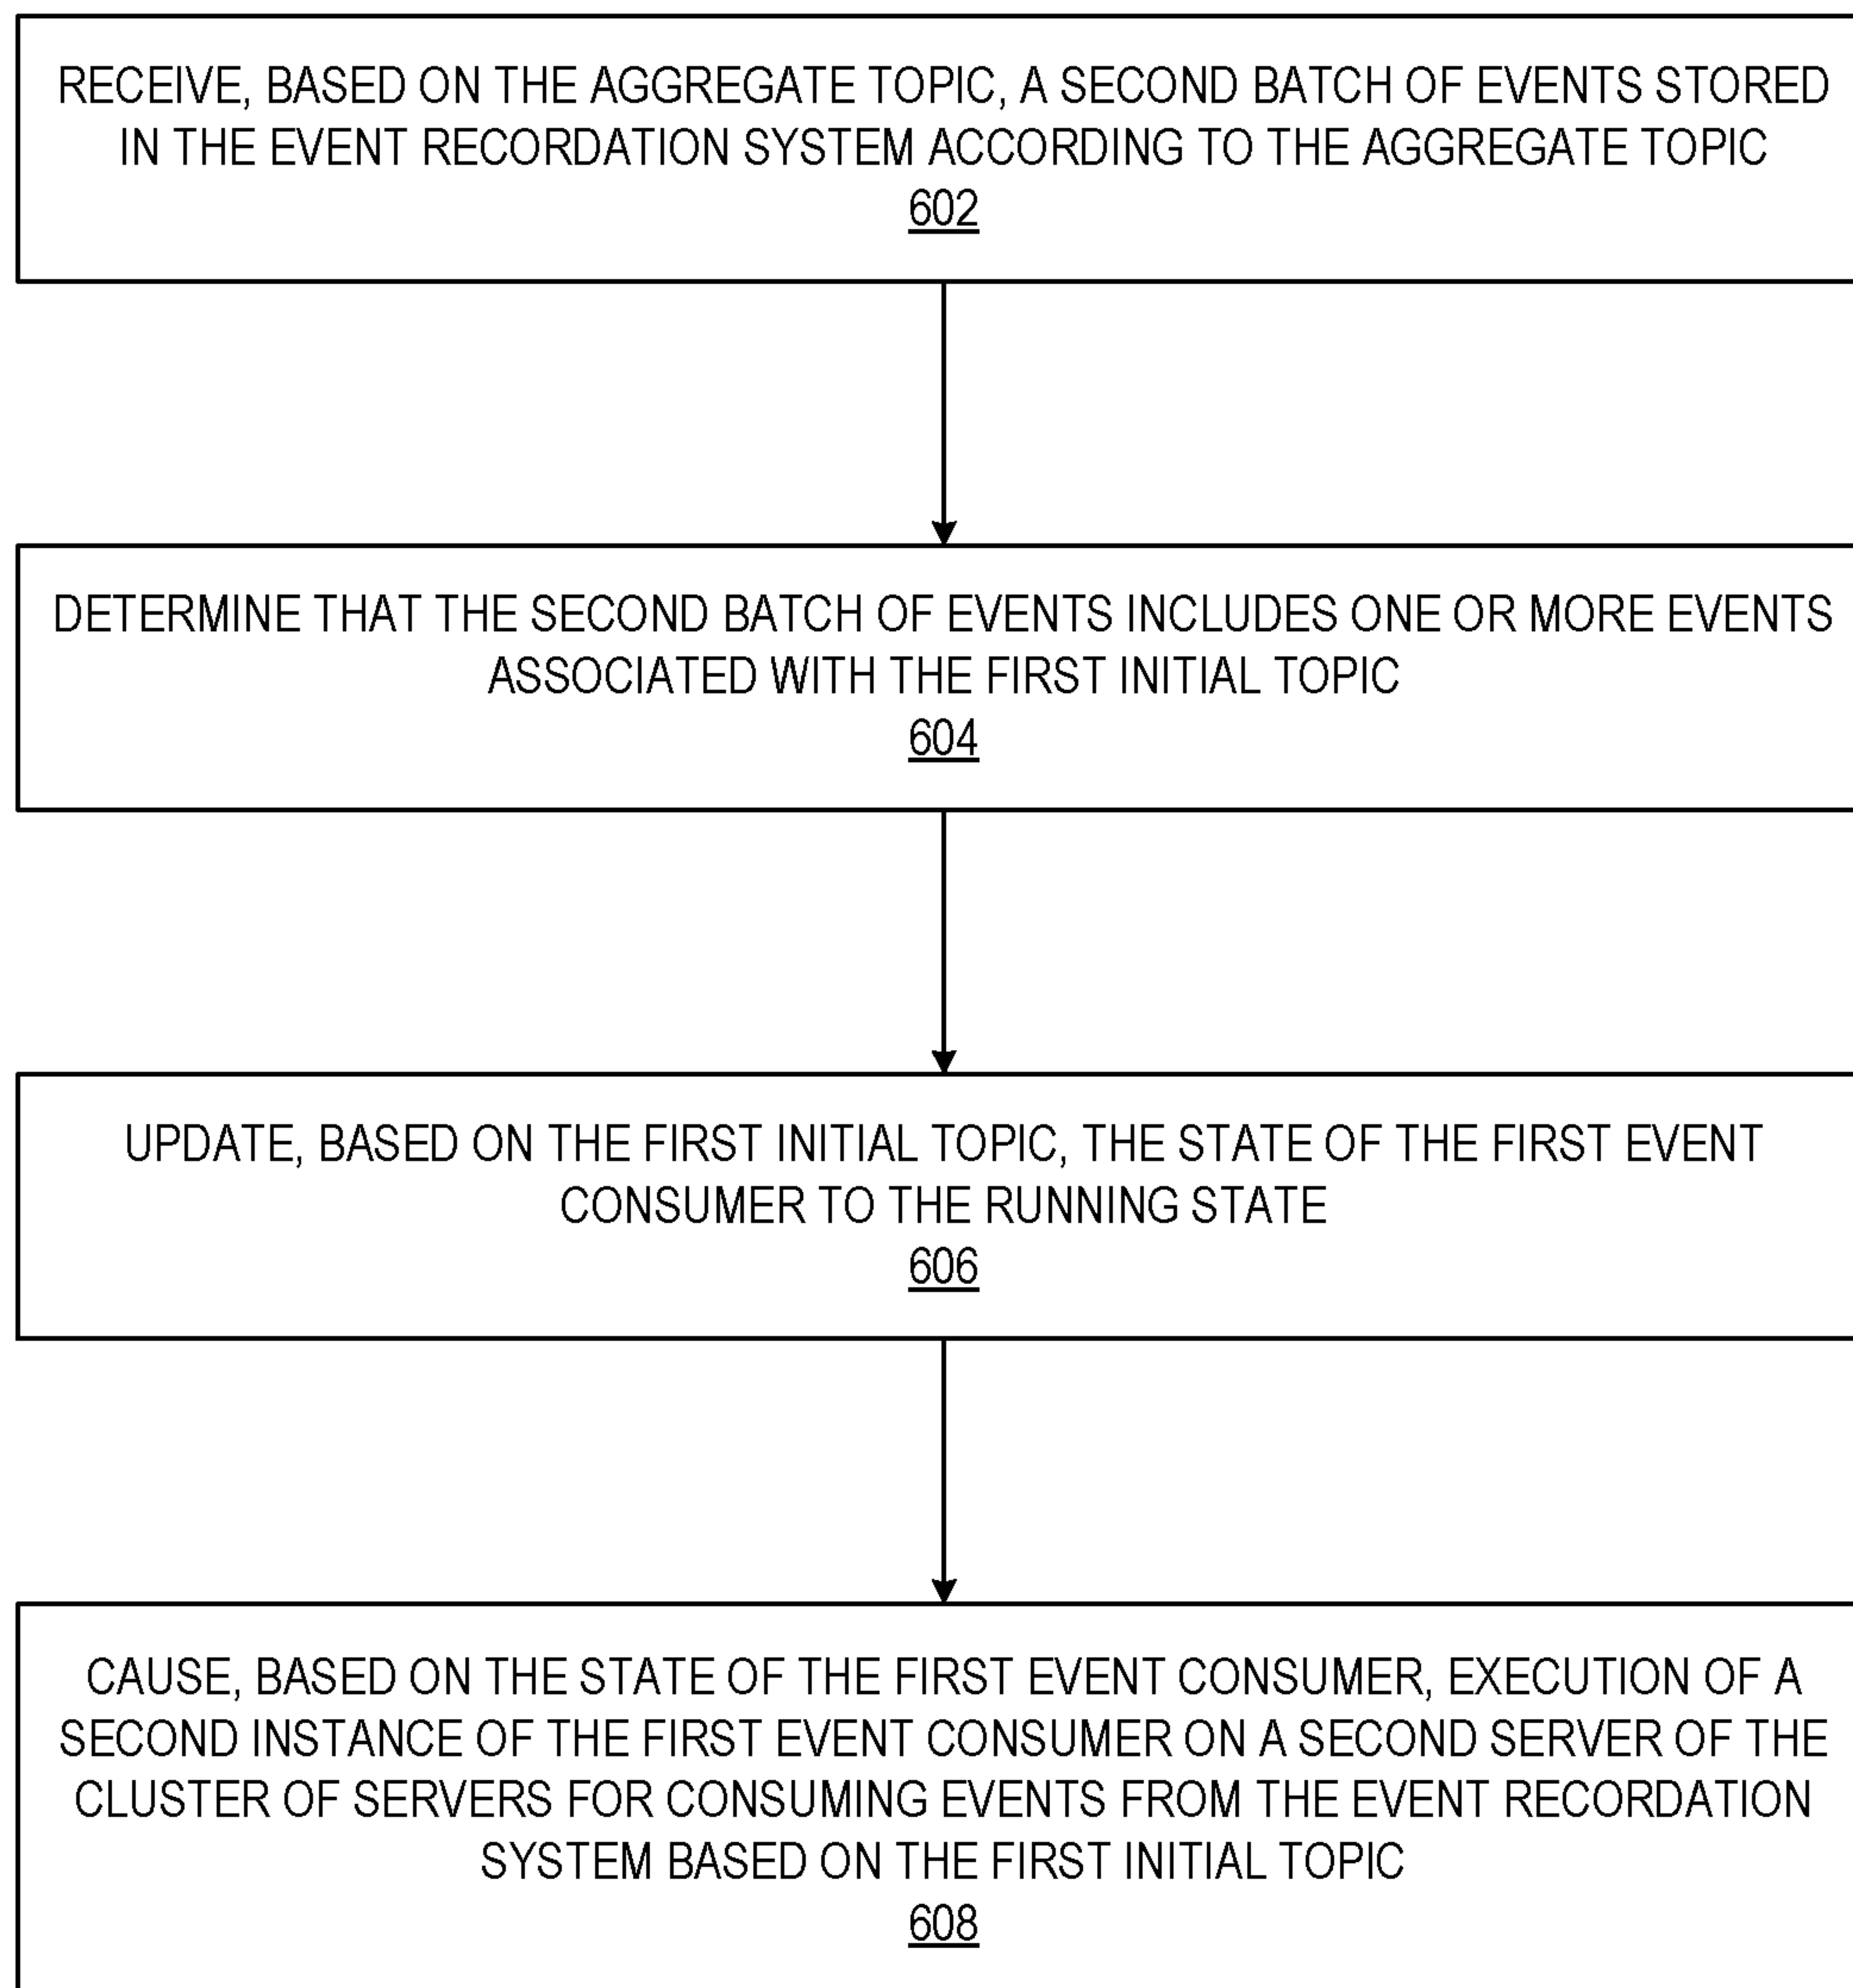 RECEIVE, BASED ON THE AGGREGATE TOPIC, A SECOND BATCH OF EVENTS STORED
IN THE EVENT RECORDATION SYSTEM ACCORDING TO THE AGGREGATE TOPIC
602
DETERMINE THAT THE SECOND BATCH OF EVENTS INCLUDES ONE OR MORE EVENTS
ASSOCIATED WITH THE FIRST INITIAL TOPIC
604
UPDATE, BASED ON THE FIRST INITIAL TOPIC, THE STATE OF THE FIRST EVENT
CONSUMER TO THE RUNNING STATE
606
CAUSE, BASED ON THE STATE OF THE FIRST EVENT CONSUMER, EXECUTION OF A
SECOND INSTANCE OF THE FIRST EVENT CONSUMER ON A SECOND SERVER OF THE
CLUSTER OF SERVERS FOR CONSUMING EVENTS FROM THE EVENT RECORDATION
SYSTEM BASED ON THE FIRST INITIAL TOPIC
608